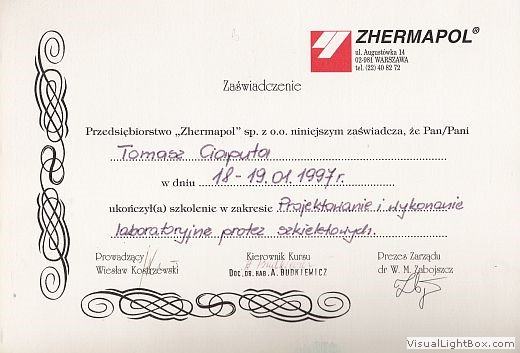 ZHERMAPOL®
ul. Augustówka 14
02-981 WARSZAWA
tel. (22) 40 82 72
Zaświadczenie
Przedsiębiorstwo „Zhermapol" sp. z o.o. niniejszym zaświadcza, że Pan/Pani
Tomasz Ciaputa
w dniu 18-19.01.1997r.
ukończył(a) szkolenie w zakresie Projektowanie i wykonanie
laboratoryjne protez szkieletowych.
Prowadzący Kierownik Kursu Prezes Zarządu
Wiesław Kostrzewski DOC. DR. HAB. A. BUDKIEWICZ dr W. M. Zabojszcz
VisualLightBox.com